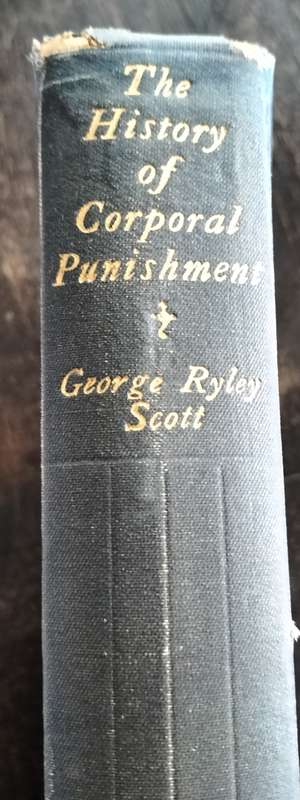 The
History
of
Corporal
Punishment
George Ryley
Scott